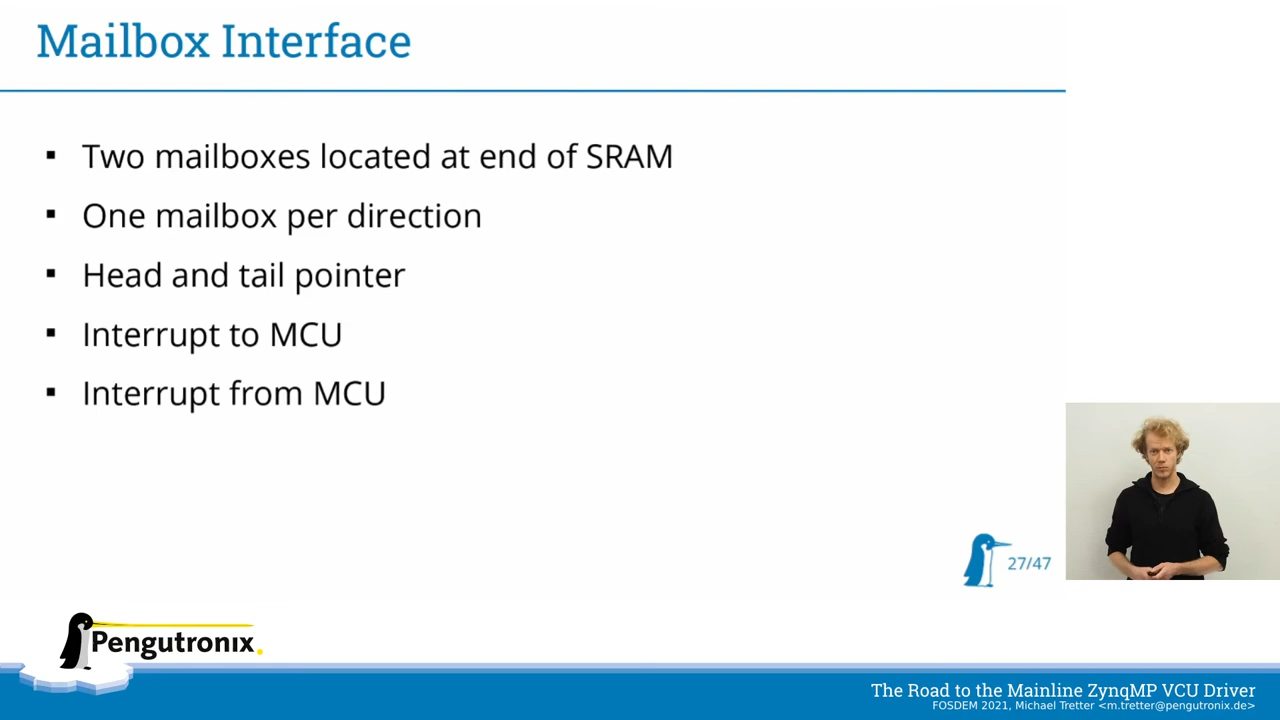 Mailbox Interface
▪ Two mailboxes located at end of SRAM
▪ One mailbox per direction
▪ Head and tail pointer
▪ Interrupt to MCU
▪ Interrupt from MCU
27/47
Pengutronix
The Road to the Mainline ZynqMP VCU Driver
FOSDEM 2021, Michael Tretter <m.tretter@pengutronix.de>